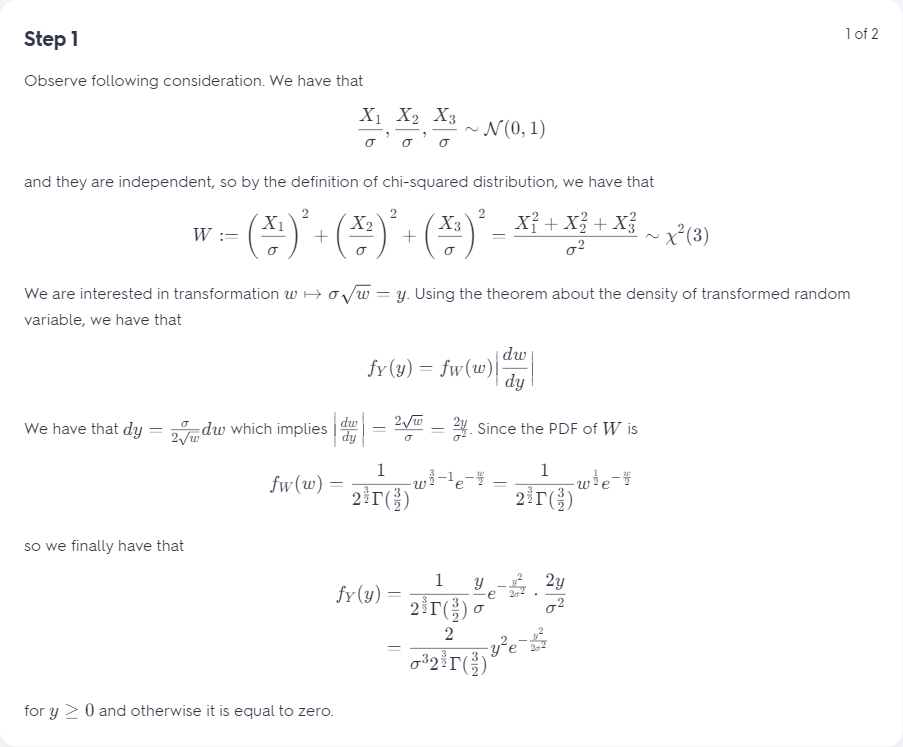 Step 1
1 of 2
Observe following consideration. We have that
$\frac{X_1}{\sigma}, \frac{X_2}{\sigma}, \frac{X_3}{\sigma} \sim \mathcal{N}(0, 1)$
and they are independent, so by the definition of chi-squared distribution, we have that
$W := \left(\frac{X_1}{\sigma}\right)^2 + \left(\frac{X_2}{\sigma}\right)^2 + \left(\frac{X_3}{\sigma}\right)^2 = \frac{X_1^2 + X_2^2 + X_3^2}{\sigma^2} \sim \chi^2(3)$
We are interested in transformation $w \mapsto \sigma\sqrt{w} = y$. Using the theorem about the density of transformed random
variable, we have that
$f_Y(y) = f_W(w)\left|\frac{dw}{dy}\right|$
We have that $dy = \frac{\sigma}{2\sqrt{w}}dw$ which implies $\left|\frac{dw}{dy}\right| = \frac{2\sqrt{w}}{\sigma} = \frac{2y}{\sigma^2}$. Since the PDF of $W$ is
$f_W(w) = \frac{1}{2^{\frac{3}{2}}\Gamma(\frac{3}{2})}w^{\frac{3}{2}-1}e^{-\frac{w}{2}} = \frac{1}{2^{\frac{3}{2}}\Gamma(\frac{3}{2})}w^{\frac{1}{2}}e^{-\frac{w}{2}}$
so we finally have that
$f_Y(y) = \frac{1}{2^{\frac{3}{2}}\Gamma(\frac{3}{2})}\frac{y}{\sigma}e^{-\frac{y^2}{2\sigma^2}} \cdot \frac{2y}{\sigma^2}$
$= \frac{2}{\sigma^3 2^{\frac{3}{2}}\Gamma(\frac{3}{2})}y^2 e^{-\frac{y^2}{2\sigma^2}}$
for $y \geq 0$ and otherwise it is equal to zero.